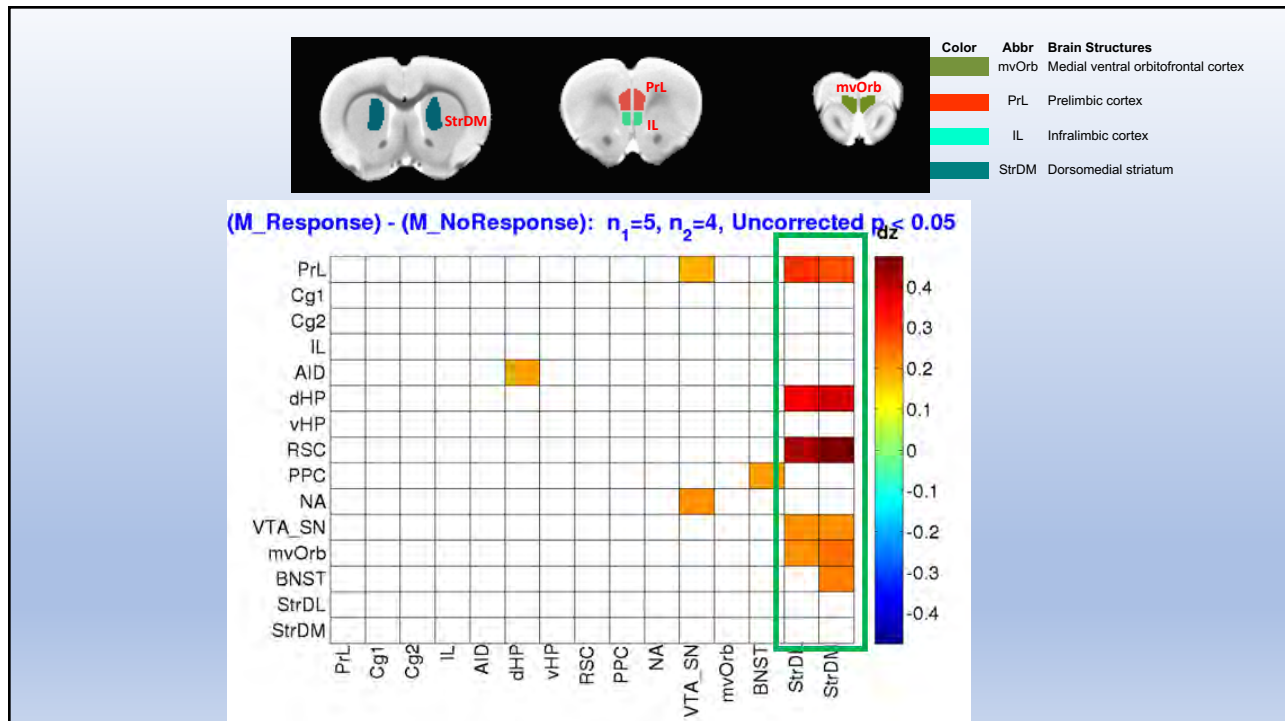 Color Abbr Brain Structures
mvOrb Medial ventral orbitofrontal cortex
PrL Prelimbic cortex
IL Infralimbic cortex
StrDM Dorsomedial striatum
StrDM
PrL
IL
mvOrb
(M_Response) - (M_NoResponse): n1=5, n2=4, Uncorrected p < 0.05
dz
PrL
Cg1
Cg2
IL
AID
dHP
vHP
RSC
PPC
NA
VTA_SN
mvOrb
BNST
StrDL
StrDM
PrL Cg1 Cg2 IL AID dHP vHP RSC PPC NA VTA_SN mvOrb BNST StrDL StrDM
0.4
0.3
0.2
0.1
0
-0.1
-0.2
-0.3
-0.4